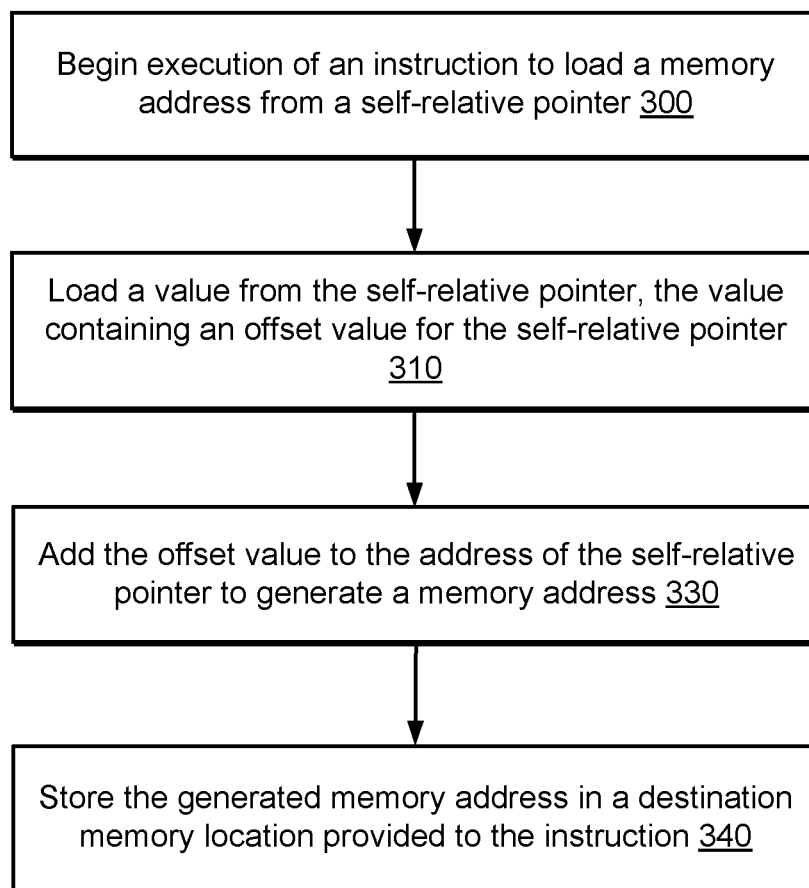 Begin execution of an instruction to load a memory
address from a self-relative pointer 300
Load a value from the self-relative pointer, the value
containing an offset value for the self-relative pointer
310
Add the offset value to the address of the self-relative
pointer to generate a memory address 330
Store the generated memory address in a destination
memory location provided to the instruction 340